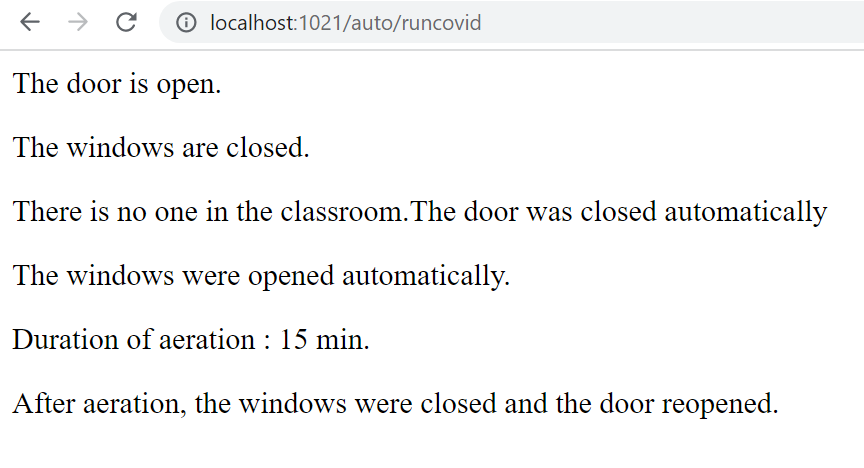 localhost:1021/auto/runcovid
The door is open.
The windows are closed.
There is no one in the classroom.The door was closed automatically
The windows were opened automatically.
Duration of aeration : 15 min.
After aeration, the windows were closed and the door reopened.